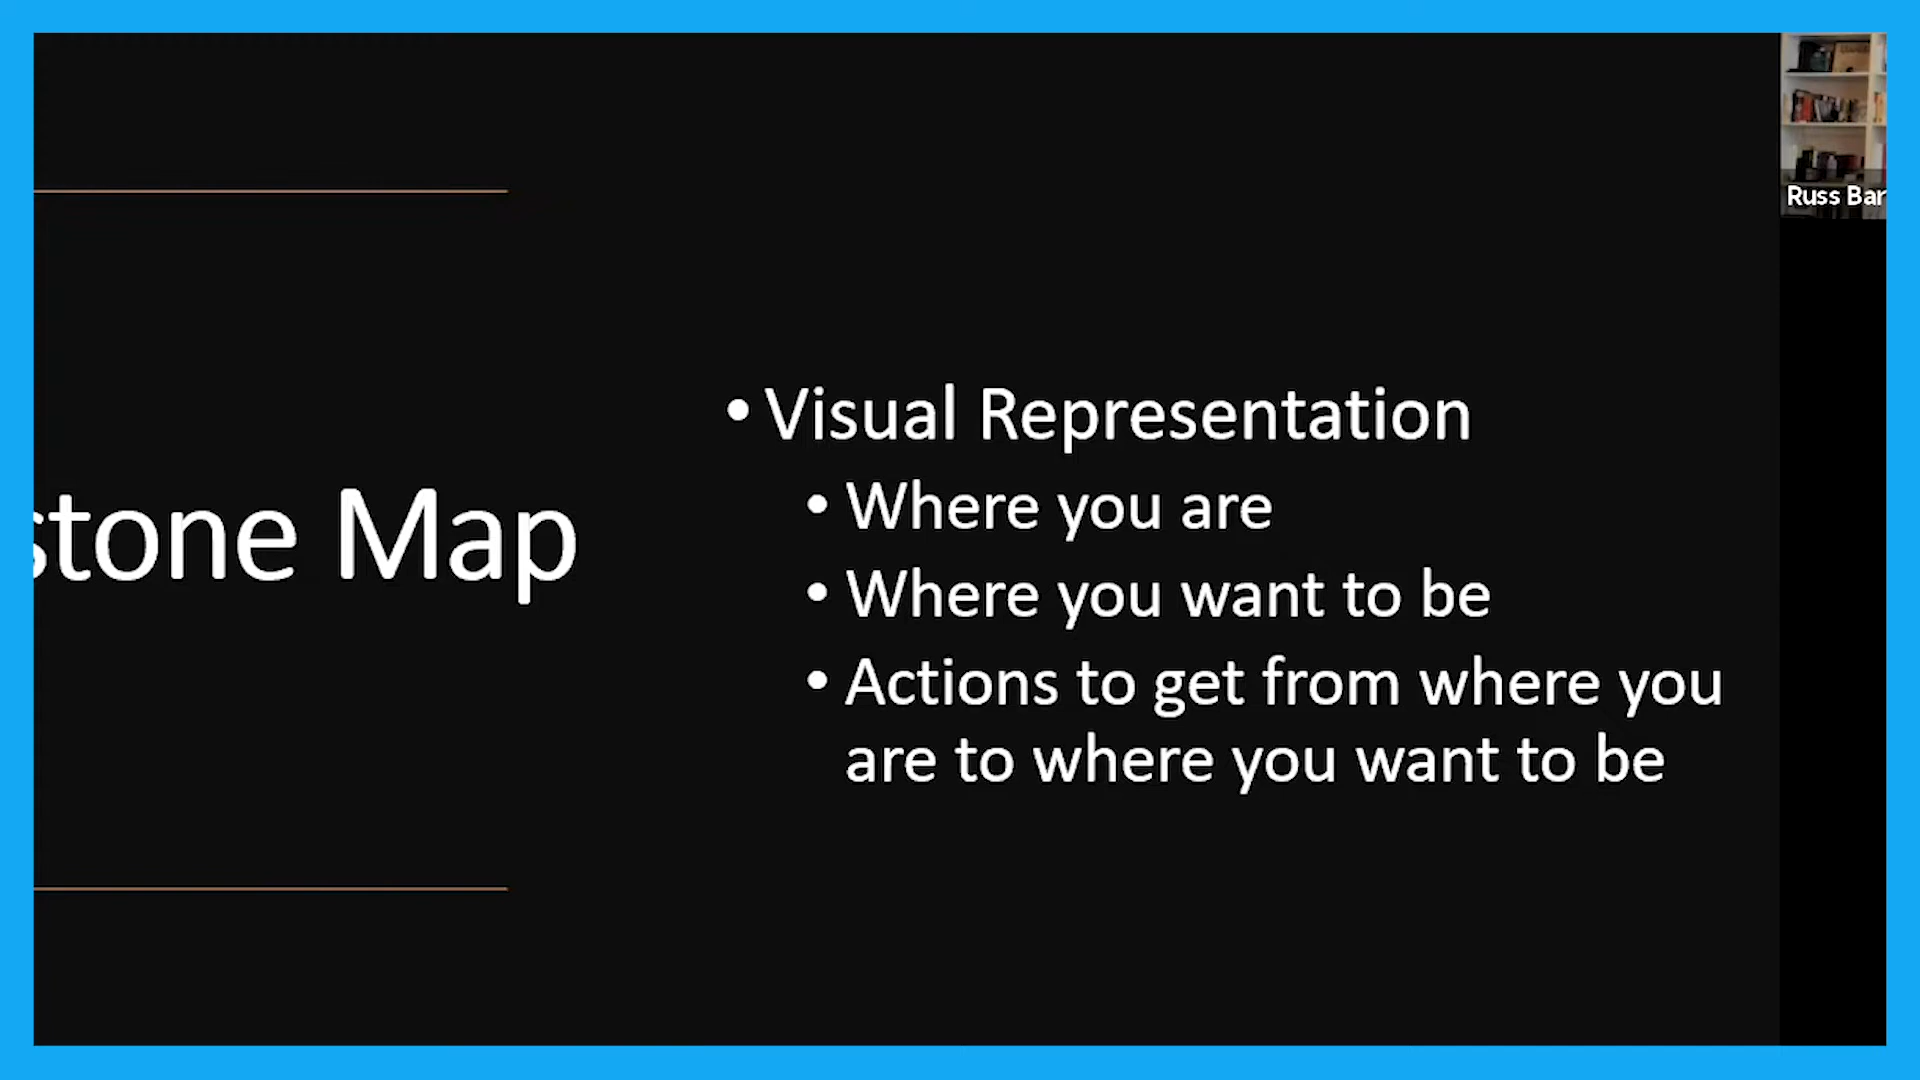 stone Map
• Visual Representation
• Where you are
• Where you want to be
• Actions to get from where you
are to where you want to be
Russ Bar